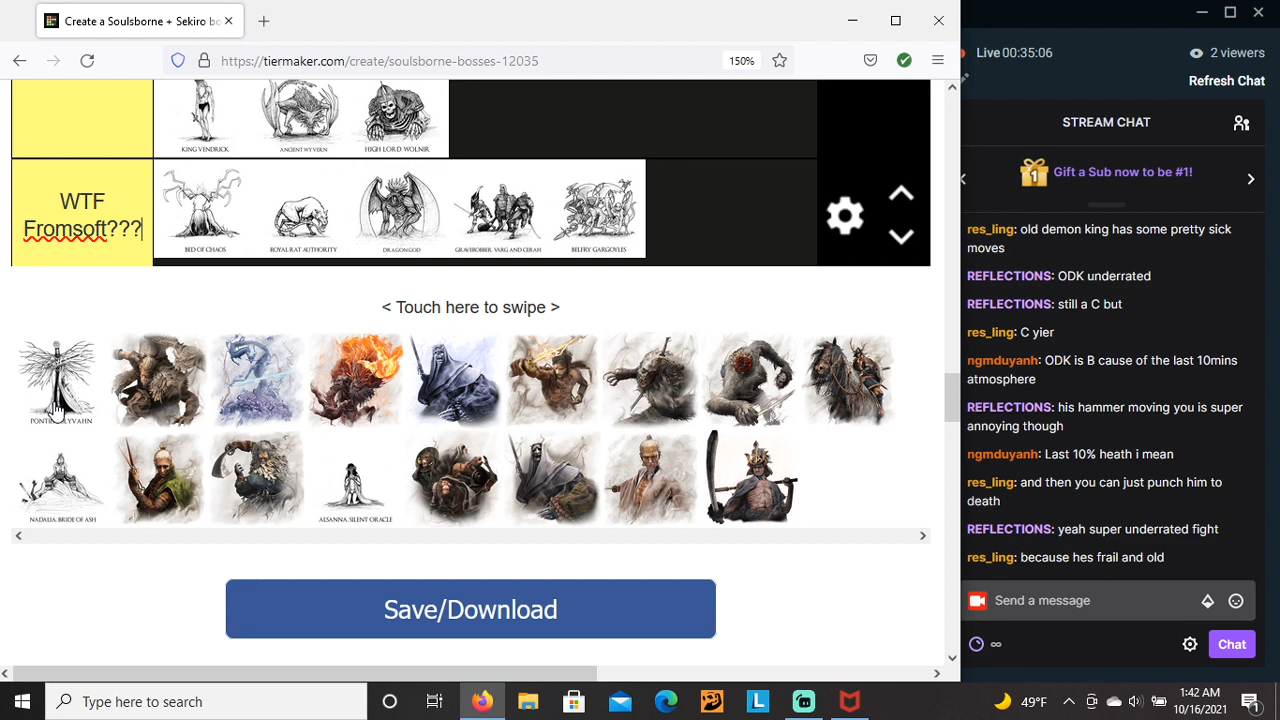 Create a Soulsborne + Sekiro bo
Live 00:35:06
2 viewers
tiermaker.com/create/soulsborne-bosses-12035
150%
Refresh Chat
STREAM CHAT
1
Gift a Sub now to be #1!
KING VENDRICK
ANCIENT WYVERN
HIGH LORD WOLNIR
WTF
Fromsoft???
BED OF CHAOS
ROYAL RAT AUTHORITY
DRAGON GOD
GRAVEROBBER, VARG AND CERAH
BELFRY GARGOYLES
< Touch here to swipe >
NADALIA, BRIDE OF ASH
ALSANNA, SILENT ORACLE
Save/Download
res_ling: old demon king has some pretty sick
moves
REFLECTIONS: ODK underrated
REFLECTIONS: still a C but
res_ling: C yier
ngmduyanh: ODK is B cause of the last 10mins
atmosphere
REFLECTIONS: his hammer moving you is super
annoying though
ngmduyanh: Last 10% heath i mean
res_ling: and then you can just punch him to
death
REFLECTIONS: yeah super underrated fight
res_ling: because hes frail and old
Send a message
∞
Chat
Type here to search
49°F
1:42 AM
10/16/2021
1